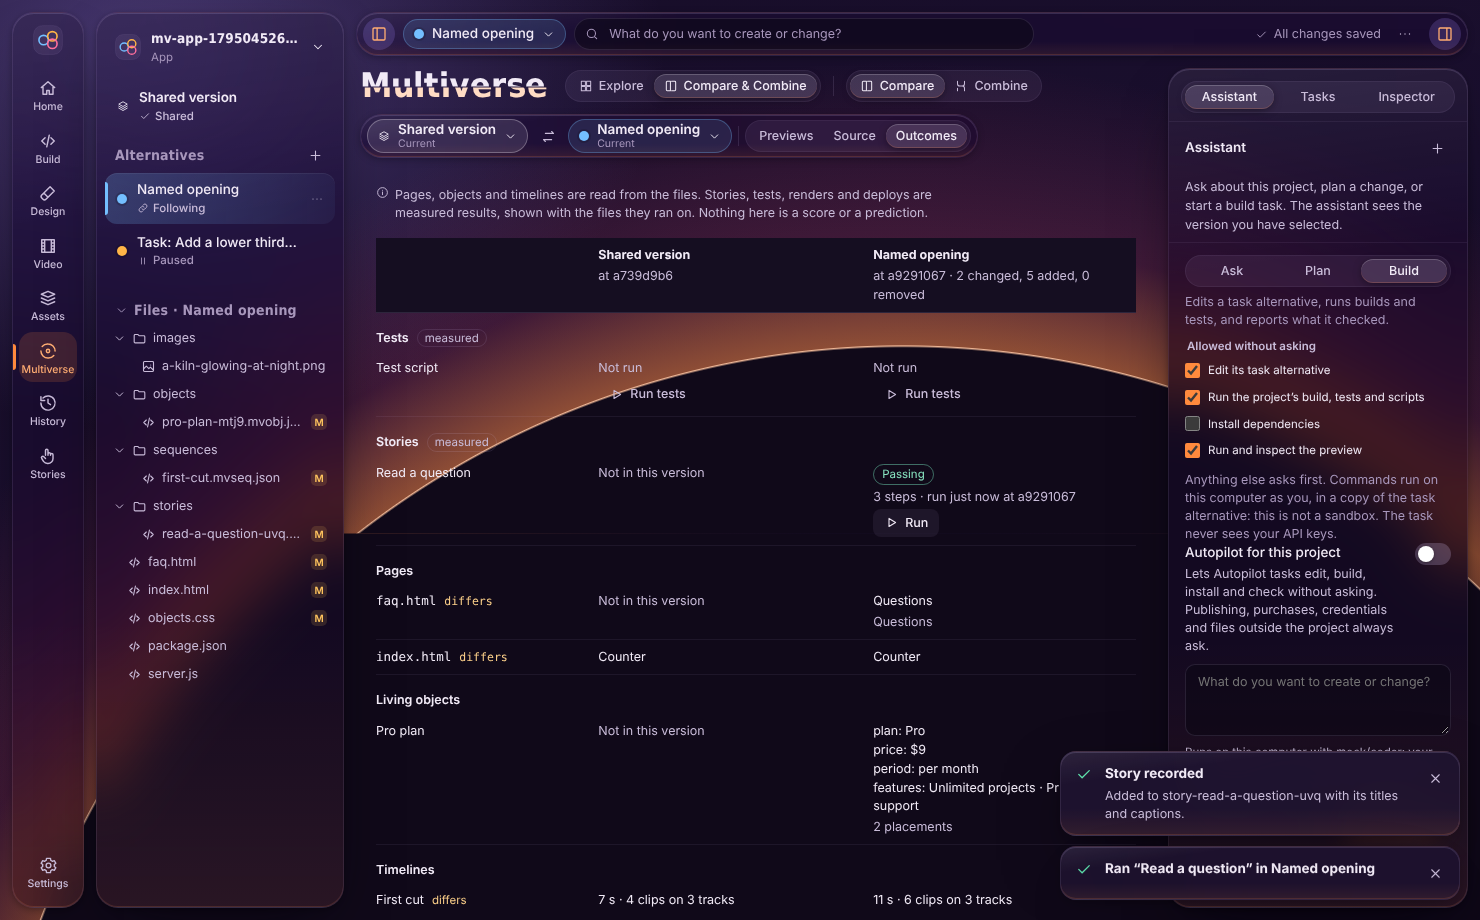 Home
Build
Design
Video
Assets
Multiverse
History
Stories
Settings
mv-app-179504526...
App
Shared version
Shared
Alternatives
Named opening
Following
Task: Add a lower third...
Paused
Files · Named opening
images
a-kiln-glowing-at-night.png
objects
pro-plan-mtj9.mvobj.j... M
sequences
first-cut.mvseq.json M
stories
read-a-question-uvq.... M
faq.html M
index.html M
objects.css M
package.json
server.js
Named opening
What do you want to create or change?
All changes saved
Multiverse
Explore Compare & Combine Compare Combine
Shared version
Current
Named opening
Current
Previews Source Outcomes
Pages, objects and timelines are read from the files. Stories, tests, renders and deploys are
measured results, shown with the files they ran on. Nothing here is a score or a prediction.
Shared version
at a739d9b6
Named opening
at a9291067 · 2 changed, 5 added, 0
removed
Tests measured
Test script Not run Not run
Run tests Run tests
Stories measured
Read a question Not in this version Passing
3 steps · run just now at a9291067
Run
Pages
faq.html differs Not in this version Questions
Questions
index.html differs Counter Counter
Living objects
Pro plan Not in this version plan: Pro
price: $9
period: per month
features: Unlimited projects · Pr
support
2 placements
Timelines
First cut differs 7 s · 4 clips on 3 tracks 11 s · 6 clips on 3 tracks
Assistant Tasks Inspector
Assistant
Ask about this project, plan a change, or
start a build task. The assistant sees the
version you have selected.
Ask Plan Build
Edits a task alternative, runs builds and
tests, and reports what it checked.
Allowed without asking
Edit its task alternative
Run the project's build, tests and scripts
Install dependencies
Run and inspect the preview
Anything else asks first. Commands run on
this computer as you, in a copy of the task
alternative: this is not a sandbox. The task
never sees your API keys.
Autopilot for this project
Lets Autopilot tasks edit, build,
install and check without asking.
Publishing, purchases, credentials
and files outside the project always
ask.
What do you want to create or change?
Story recorded
Added to story-read-a-question-uvq with its titles
and captions.
Ran “Read a question” in Named opening